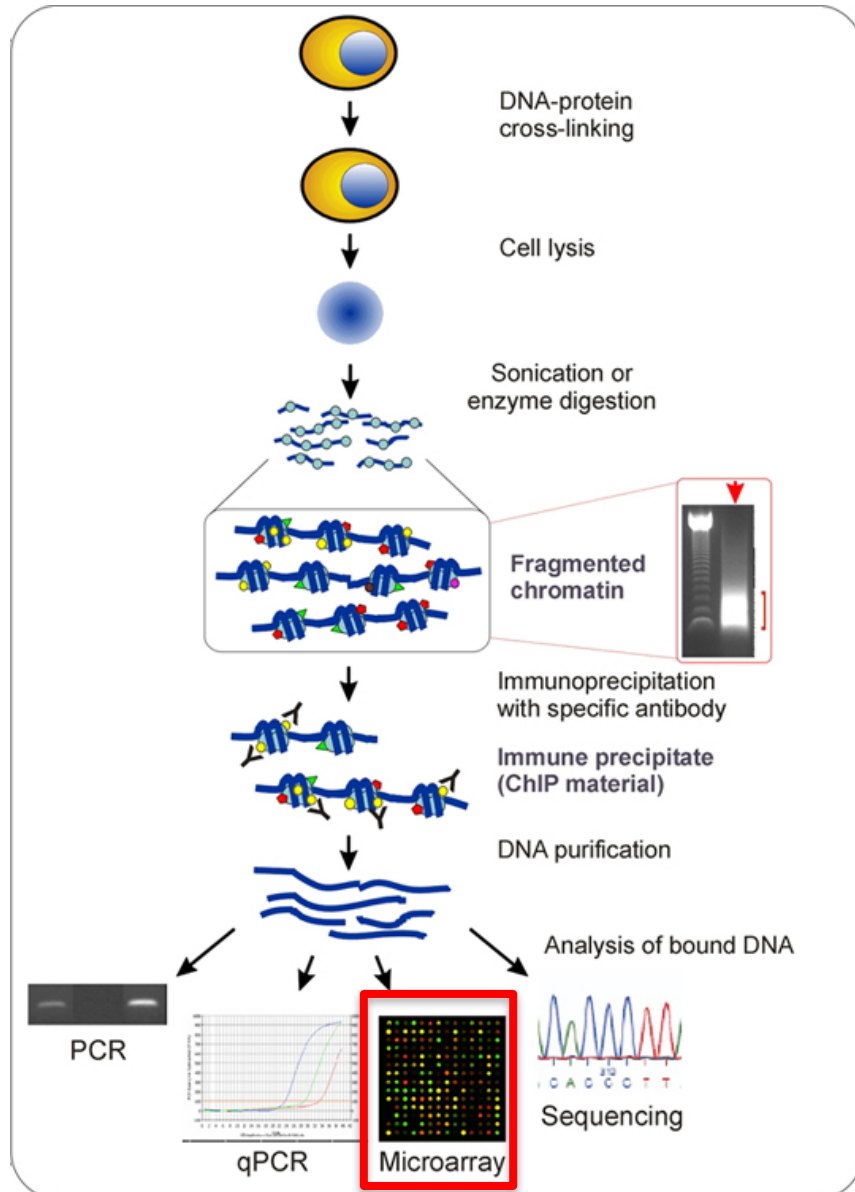 DNA-protein
cross-linking
Cell lysis
Sonication or
enzyme digestion
Fragmented
chromatin
Immunoprecipitation
with specific antibody
Immune precipitate
(ChIP material)
DNA purification
Analysis of bound DNA
PCR
qPCR
Microarray
Sequencing
310
G A C C G T T